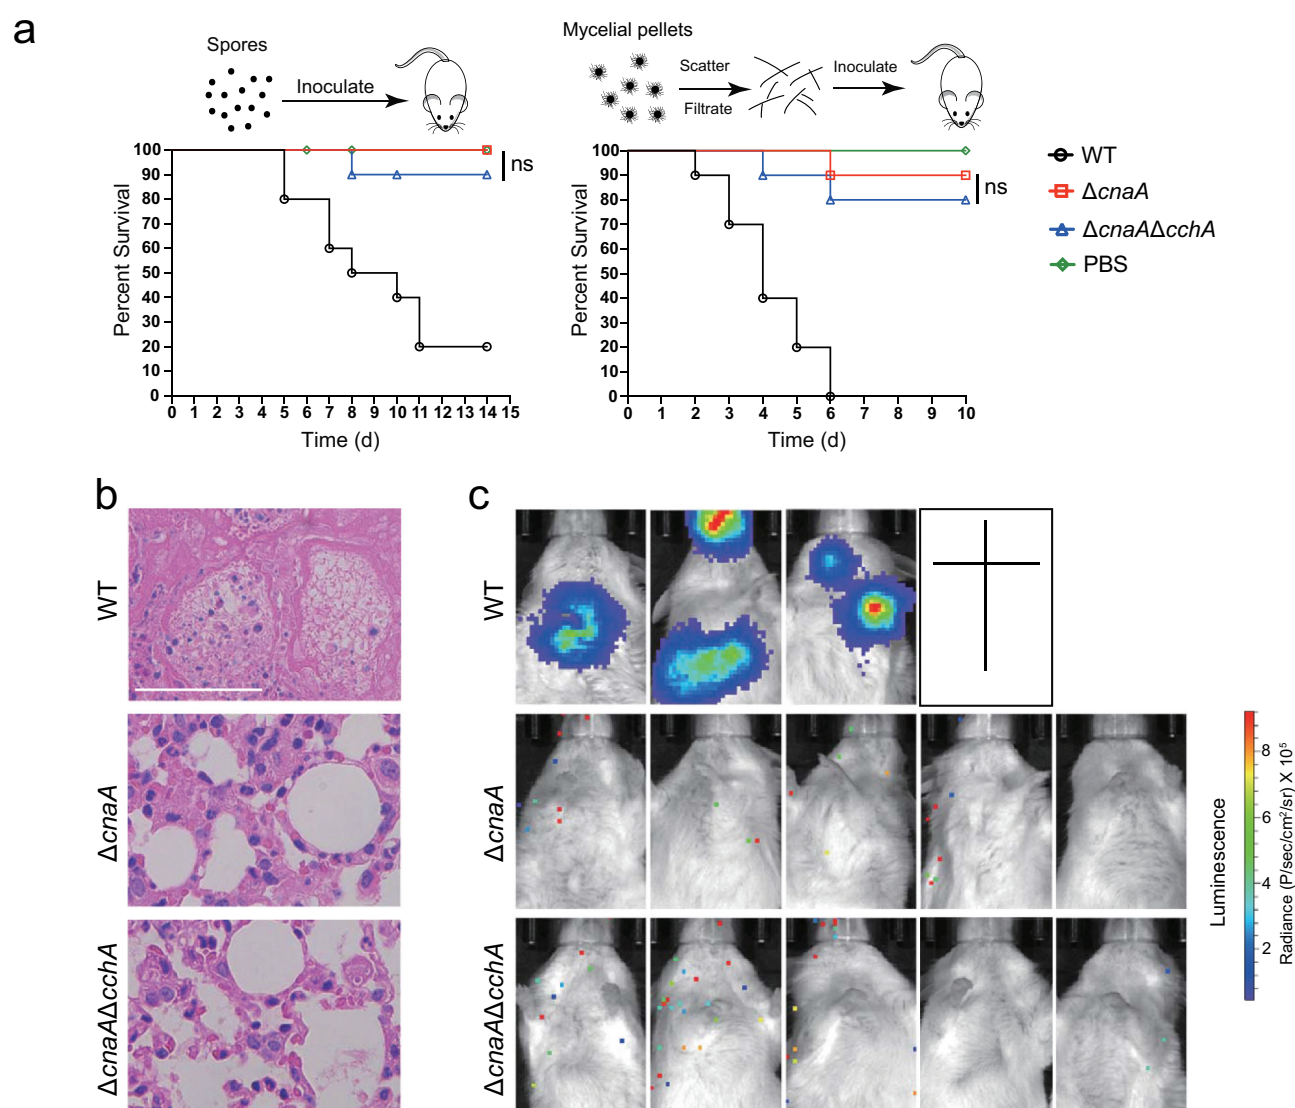 a
Spores
Inoculate
Mycelial pellets
Scatter
Filtrate
Inoculate
Percent Survival
100
90
80
70
60
50
40
30
20
10
0
0 1 2 3 4 5 6 7 8 9 10 11 12 13 14 15
Time (d)
ns
Percent Survival
100
90
80
70
60
50
40
30
20
10
0
0 1 2 3 4 5 6 7 8 9 10
Time (d)
ns
WT
ΔcnaA
ΔcnaAΔcchA
PBS
b
WT
ΔcnaA
ΔcnaAΔcchA
c
WT
ΔcnaA
ΔcnaAΔcchA
Luminescence
Radiance (P/sec/cm²/sr) X 10⁵
8
6
4
2